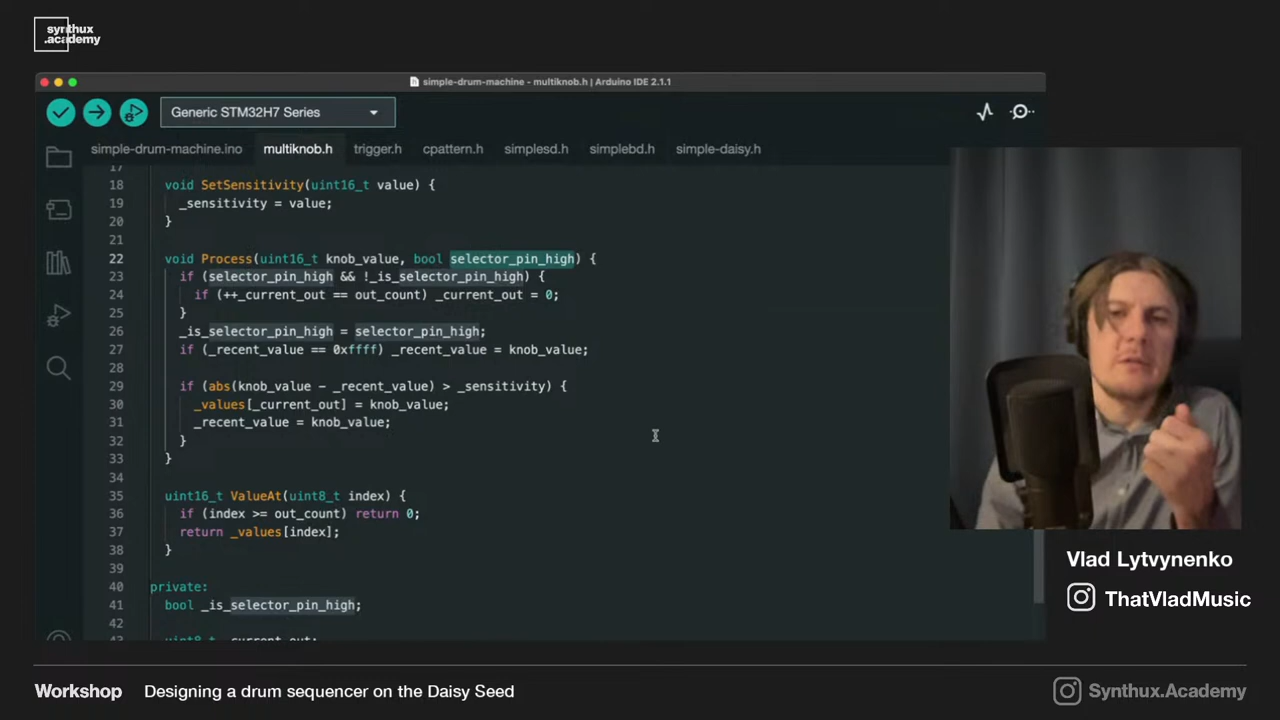 synthux
.academy
simple-drum-machine - multiknob.h | Arduino IDE 2.1.1
Generic STM32H7 Series
simple-drum-machine.ino multiknob.h trigger.h cpattern.h simplesd.h simplebd.h simple-daisy.h
17
18 void SetSensitivity(uint16_t value) {
19 _sensitivity = value;
20 }
21
22 void Process(uint16_t knob_value, bool selector_pin_high) {
23 if (selector_pin_high && !_is_selector_pin_high) {
24 if (++_current_out == out_count) _current_out = 0;
25 }
26 _is_selector_pin_high = selector_pin_high;
27 if (_recent_value == 0xffff) _recent_value = knob_value;
28
29 if (abs(knob_value - _recent_value) > _sensitivity) {
30 _values[_current_out] = knob_value;
31 _recent_value = knob_value;
32 }
33 }
34
35 uint16_t ValueAt(uint8_t index) {
36 if (index >= out_count) return 0;
37 return _values[index];
38 }
39
40 private:
41 bool _is_selector_pin_high;
42
43 uint8_t _current_out;
Vlad Lytvynenko
ThatVladMusic
Workshop Designing a drum sequencer on the Daisy Seed
Synthux.Academy